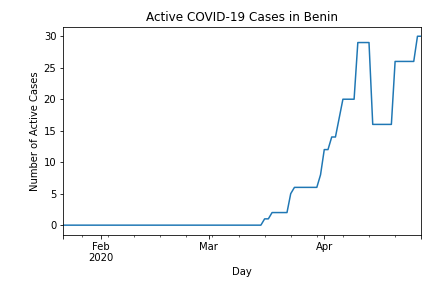 Active COVID-19 Cases in Benin
Number of Active Cases
30
25
20
15
10
5
0
Feb
2020
Mar
Apr
Day